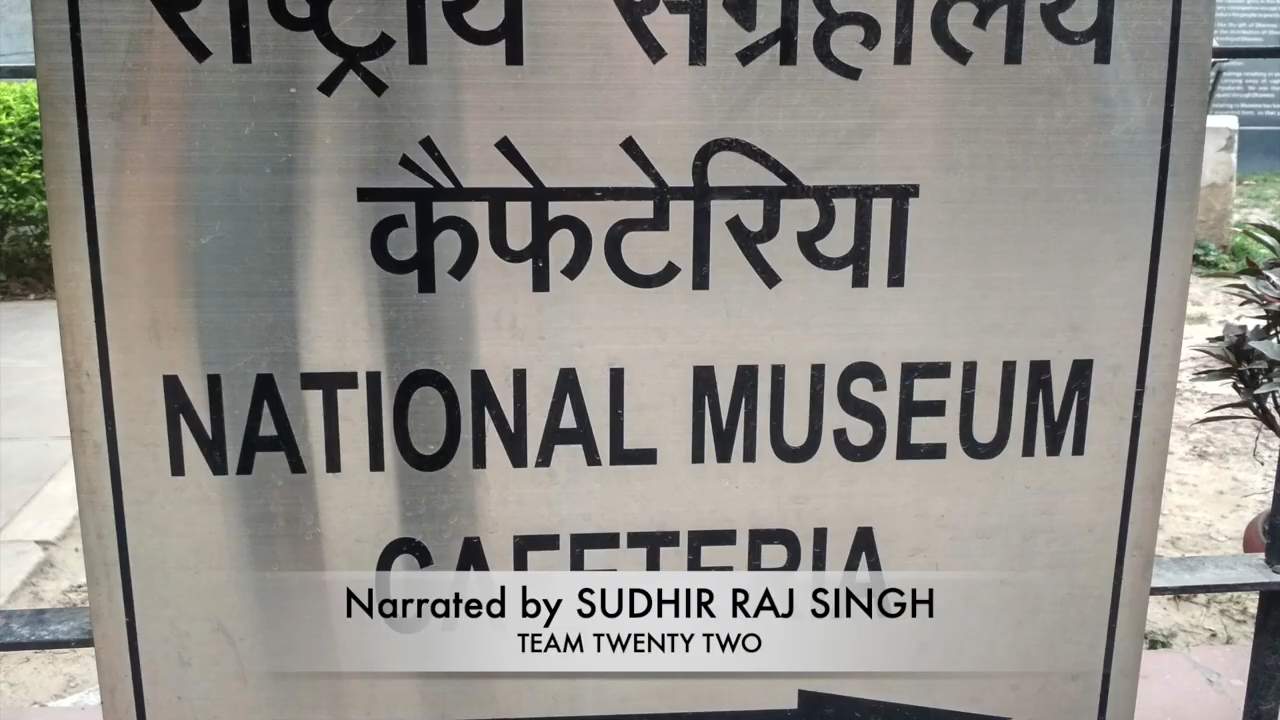 राष्ट्रीय संग्रहालय
कैफेटेरिया
NATIONAL MUSEUM
CAFETERIA
Narrated by SUDHIR RAJ SINGH
TEAM TWENTY TWO